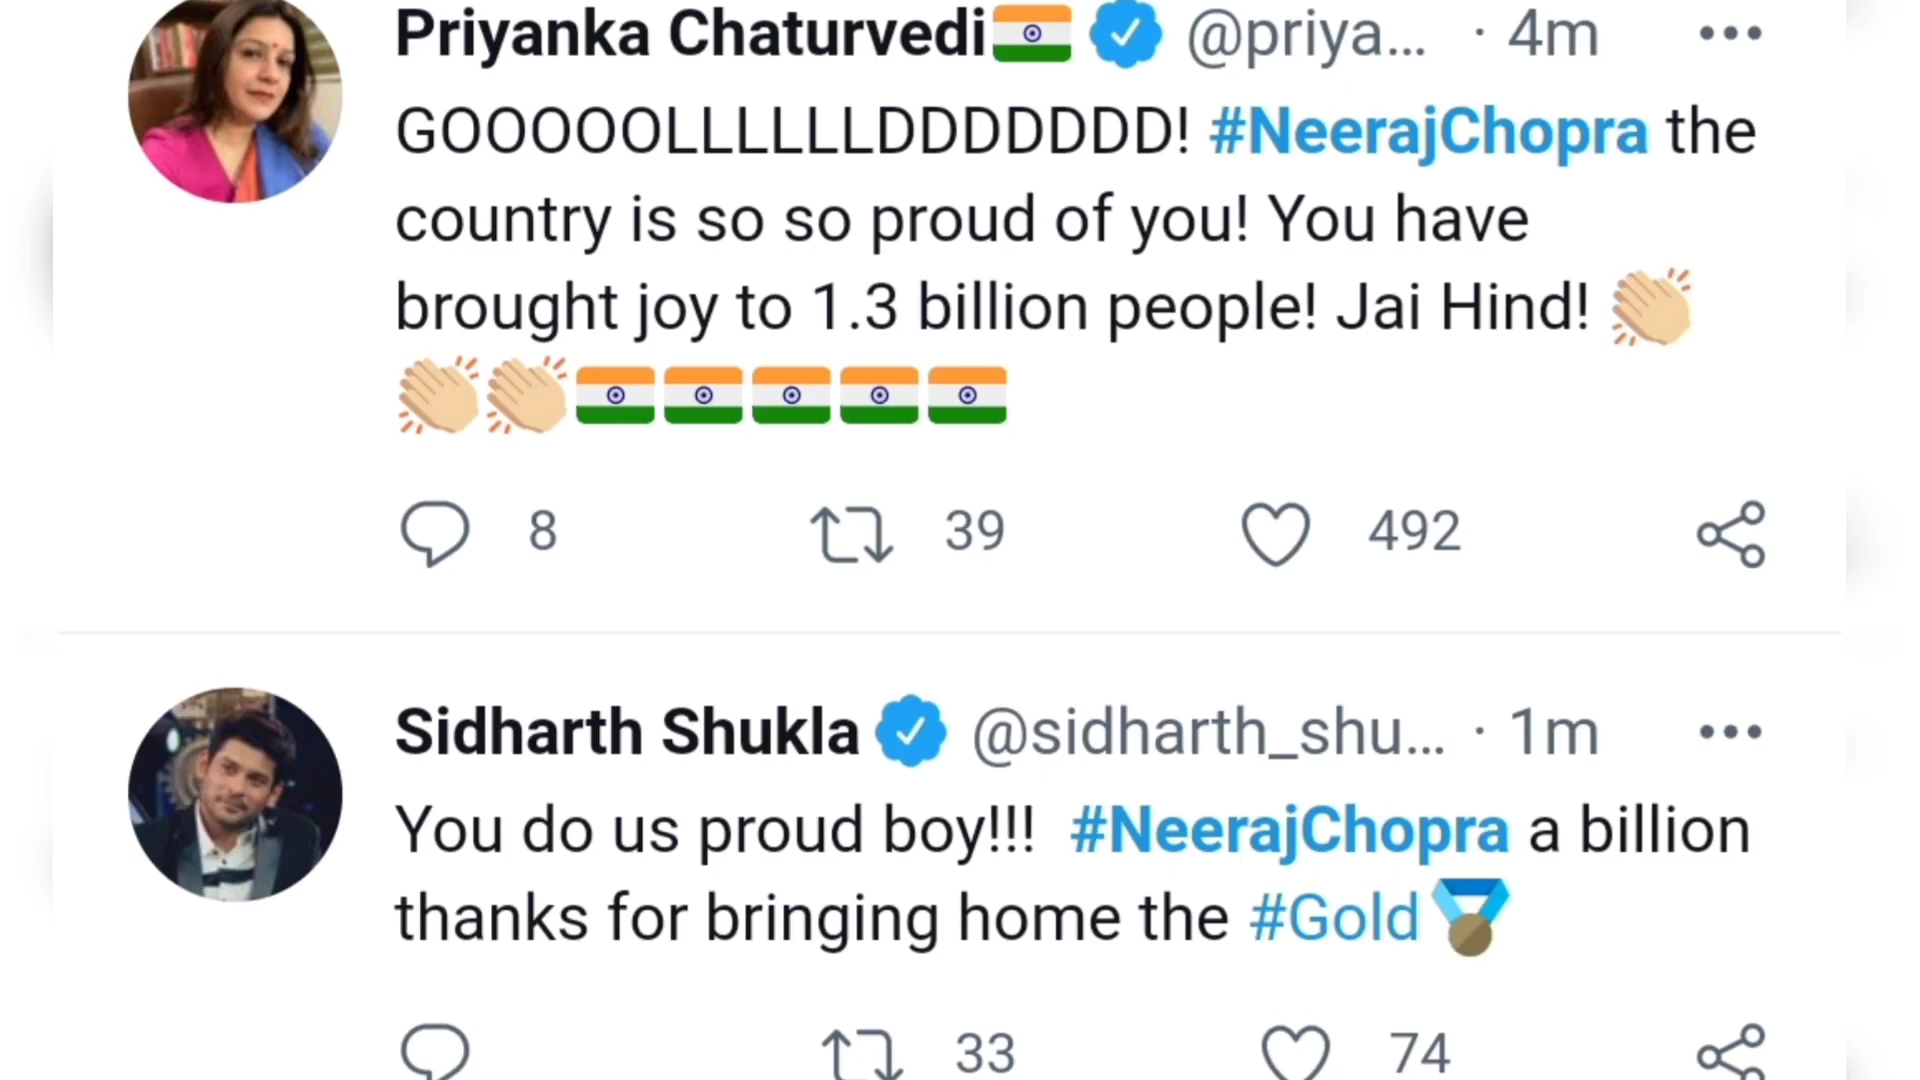 Priyanka Chaturvedi🇮🇳 @priya... · 4m
GOOOOOLLLLLLDDDDDDD! #NeerajChopra the
country is so so proud of you! You have
brought joy to 1.3 billion people! Jai Hind! 👏🏼
👏🏼👏🏼🇮🇳🇮🇳🇮🇳🇮🇳🇮🇳
8 39 492
Sidharth Shukla @sidharth_shu... · 1m
You do us proud boy!!! #NeerajChopra a billion
thanks for bringing home the #Gold🏅
33 74